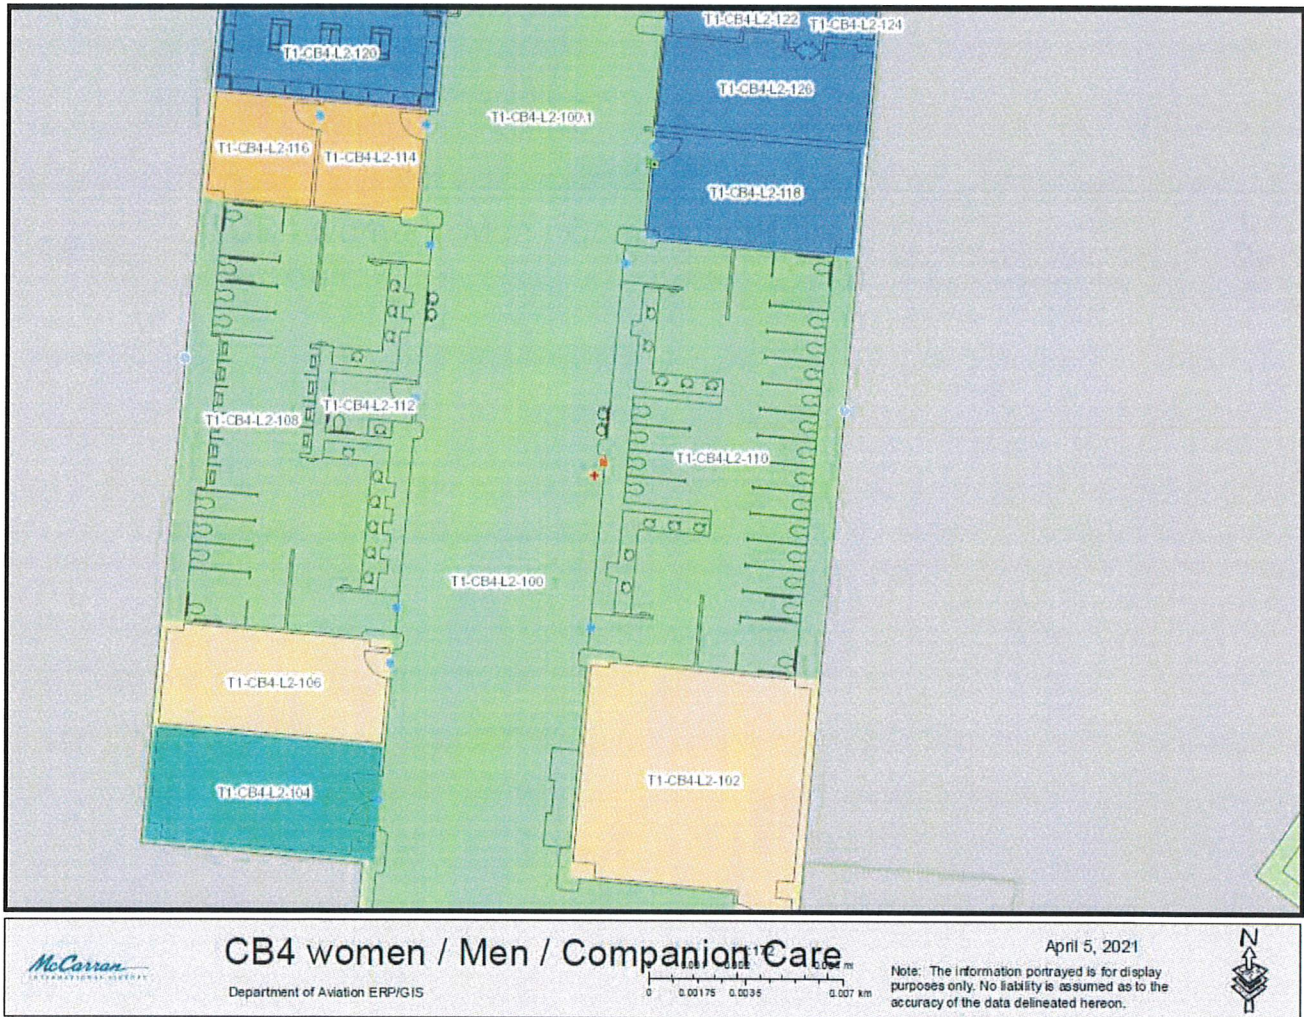 T1-CB4-L2-122
T1-CB4-L2-124
T1-CB4-L2-120
T1-CB4-L2-126
T1-CB4-L2-100.1
T1-CB4-L2-116
T1-CB4-L2-114
T1-CB4-L2-118
T1-CB4-L2-112
T1-CB4-L2-108
T1-CB4-L2-110
T1-CB4-L2-100
T1-CB4-L2-106
T1-CB4-L2-102
T1-CB4-L2-104
McCarran
INTERNATIONAL AIRPORT
CB4 women / Men / Companion Care
Department of Aviation ERP/GIS
mi
0 0.00175 0.0035 0.007 km
April 5, 2021
Note: The information portrayed is for display
purposes only. No liability is assumed as to the
accuracy of the data delineated hereon.
N